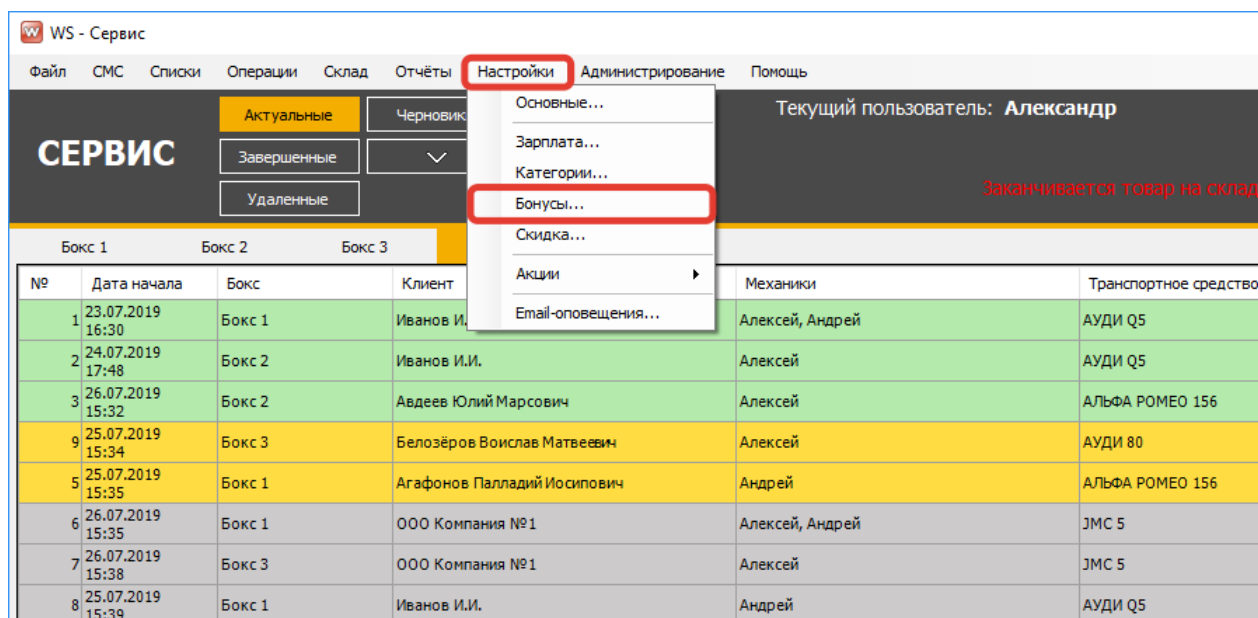 WS - Сервис
Файл СМС Списки Операции Склад Отчёты Настройки Администрирование Помощь
Основные...
Зарплата...
Категории...
Бонусы...
Скидка...
Акции
Email-оповещения...
СЕРВИС
Актуальные Черновик
Завершенные
Удаленные
Текущий пользователь: Александр
Заканчивается товар на склад
Бокс 1 Бокс 2 Бокс 3
№ Дата начала Бокс Клиент Механики Транспортное средство
1 23.07.2019 16:30 Бокс 1 Иванов И. Алексей, Андрей АУДИ Q5
2 24.07.2019 17:48 Бокс 2 Иванов И.И. Алексей АУДИ Q5
3 26.07.2019 15:32 Бокс 2 Авдеев Юлий Марсович Алексей АЛЬФА РОМЕО 156
9 25.07.2019 15:34 Бокс 3 Белозёров Воислав Матвеевич Алексей АУДИ 80
5 25.07.2019 15:35 Бокс 1 Агафонов Палладий Иосипович Андрей АЛЬФА РОМЕО 156
6 26.07.2019 15:35 Бокс 1 ООО Компания №1 Алексей, Андрей JMC 5
7 26.07.2019 15:38 Бокс 3 ООО Компания №1 Алексей JMC 5
8 25.07.2019 15:39 Бокс 1 Иванов И.И. Андрей АУДИ Q5